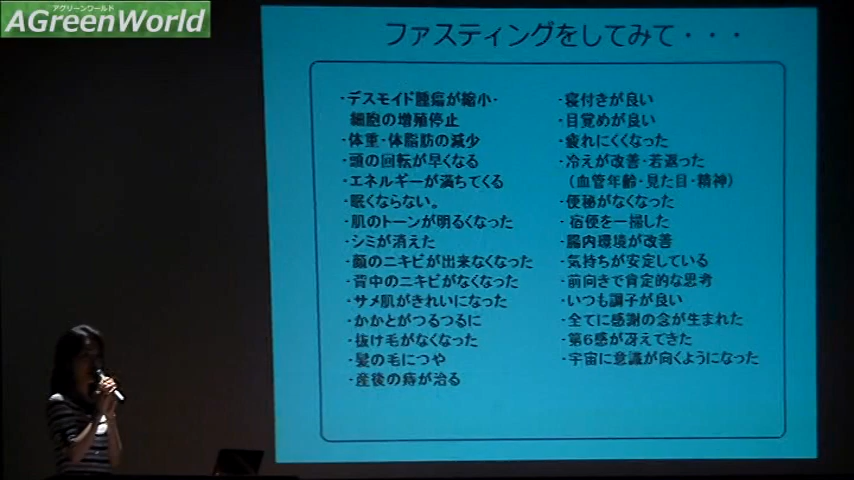 アグリーンワールド
AGreenWorld
ファスティングをしてみて・・・
・デスモイド腫瘍が縮小・
細胞の増殖停止
・体重・体脂肪の減少
・頭の回転が早くなる
・エネルギーが満ちてくる
・眠くならない。
・肌のトーンが明るくなった
・シミが消えた
・顔のニキビが出来なくなった
・背中のニキビがなくなった
・サメ肌がきれいになった
・かかとがつるつるに
・抜け毛がなくなった
・髪の毛につや
・産後の痔が治る
・寝付きが良い
・目覚めが良い
・疲れにくくなった
・冷えが改善・若返った
（血管年齢・見た目・精神）
・便秘がなくなった
・宿便を一掃した
・腸内環境が改善
・気持ちが安定している
・前向きで肯定的な思考
・いつも調子が良い
・全てに感謝の念が生まれた
・第６感が冴えてきた
・宇宙に意識が向くようになった